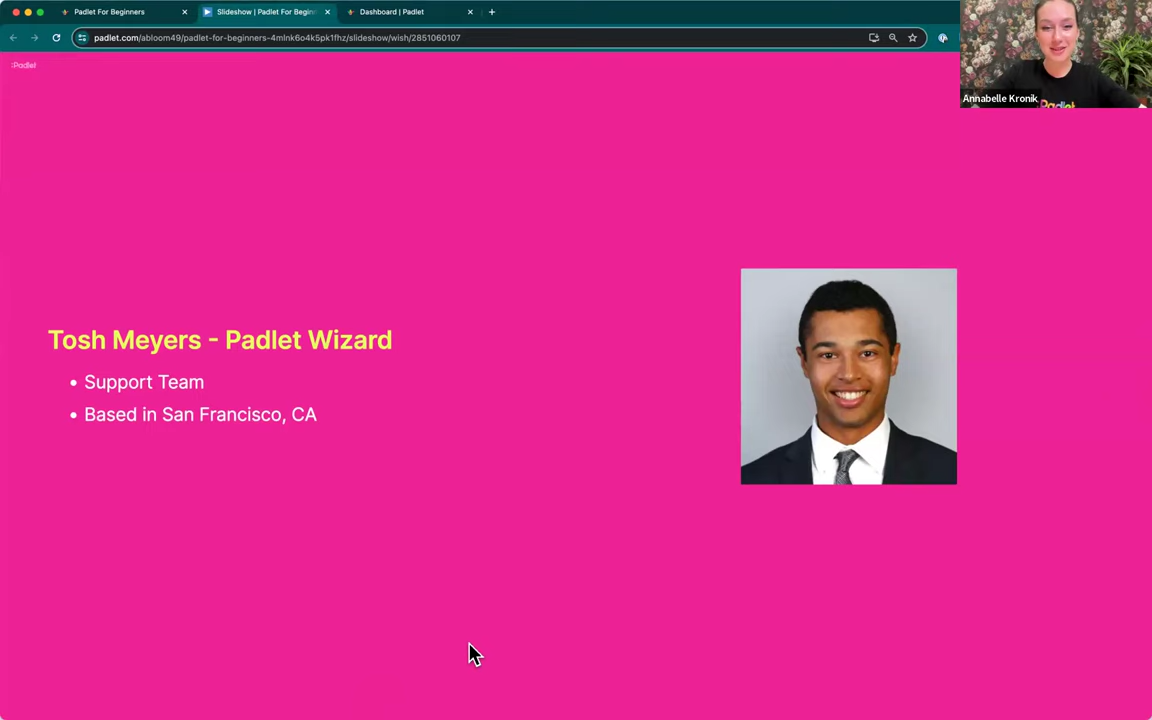 Padlet For Beginners
Slideshow | Padlet For Begin
Dashboard | Padlet
padlet.com/abloom49/padlet-for-beginners-4mlnk6o4k5pk1fhz/slideshow/wish/2851060107
:Padlet
Padlet
Annabelle Kronik
Tosh Meyers - Padlet Wizard
• Support Team
• Based in San Francisco, CA